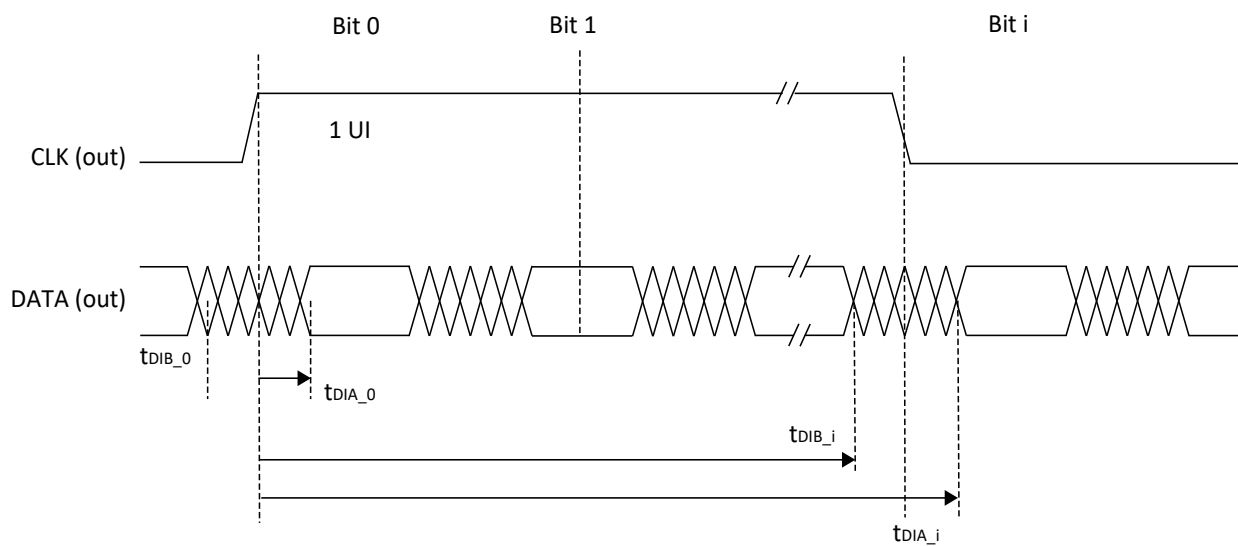 Bit 0
Bit 1
Bit i
1 UI
CLK (out)
DATA (out)
tDIB_0
tDIA_0
tDIB_i
tDIA_i